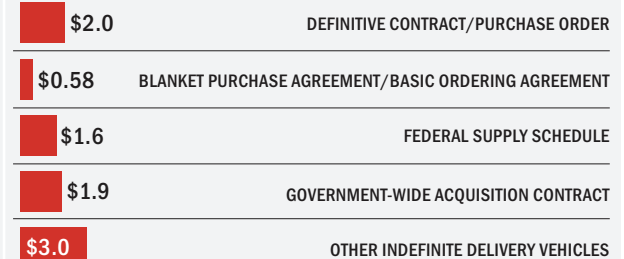 $2.0 DEFINITIVE CONTRACT/PURCHASE ORDER
$0.58 BLANKET PURCHASE AGREEMENT/BASIC ORDERING AGREEMENT
$1.6 FEDERAL SUPPLY SCHEDULE
$1.9 GOVERNMENT-WIDE ACQUISITION CONTRACT
$3.0 OTHER INDEFINITE DELIVERY VEHICLES